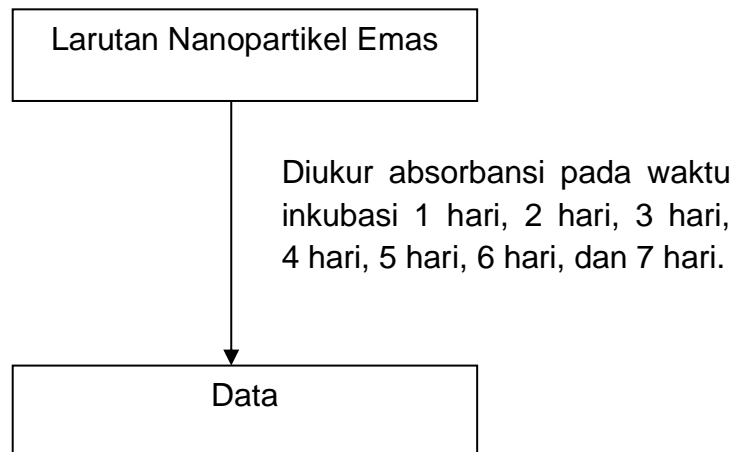 Larutan Nanopartikel Emas
Diukur absorbansi pada waktu
inkubasi 1 hari, 2 hari, 3 hari,
4 hari, 5 hari, 6 hari, dan 7 hari.
Data